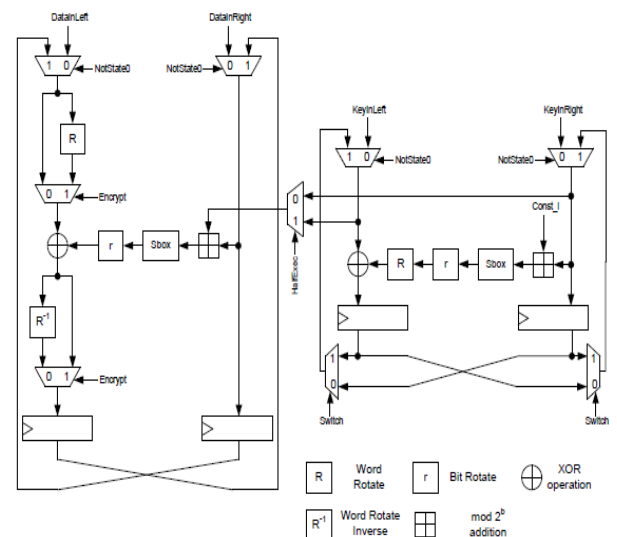 DataInLeft
DataInRight
1 0
NotState0
NotState0
0 1
R
0 1
Encrypt
r
Sbox
R-1
0 1
Encrypt
0
1
HalfExec
KeyInLeft
KeyInRight
1 0
NotState0
NotState0
0 1
Const_i
R
r
Sbox
1
0
Switch
1
0
Switch
R
Word
Rotate
r
Bit Rotate
XOR
operation
R-1
Word Rotate
Inverse
mod 2b
addition